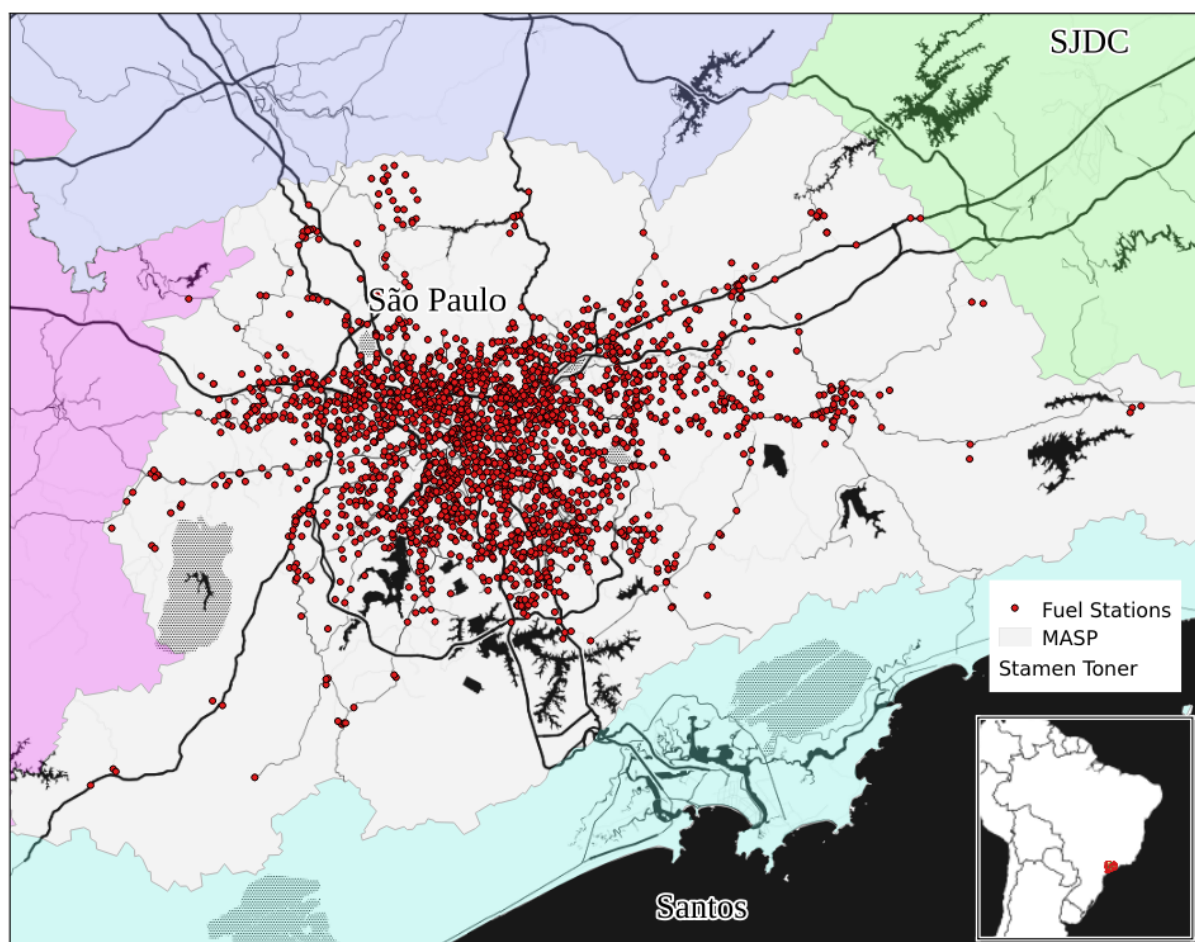 SJDC
São Paulo
Fuel Stations
MASP
Stamen Toner
Santos